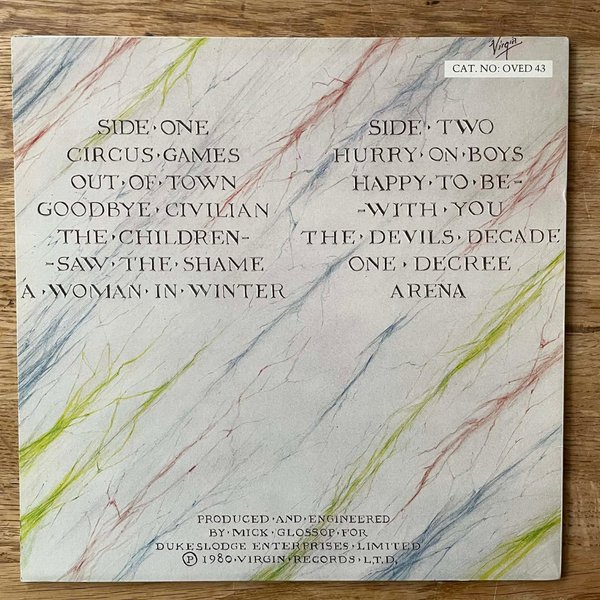 Virgin
CAT. NO: OVED 43
SIDE·ONE
CIRCUS·GAMES
OUT·OF·TOWN
GOODBYE·CIVILIAN
THE·CHILDREN-
-SAW·THE·SHAME
A·WOMAN·IN·WINTER
SIDE·TWO
HURRY·ON·BOYS
HAPPY·TO·BE-
-WITH·YOU
THE·DEVILS·DECADE
ONE·DECREE
ARENA
PRODUCED·AND·ENGINEERED
BY·MICK·GLOSSOP·FOR
DUKESLODGE ENTERPRISES·LIMITED
Ⓟ·1980·VIRGIN·RECORDS·L.T.D.